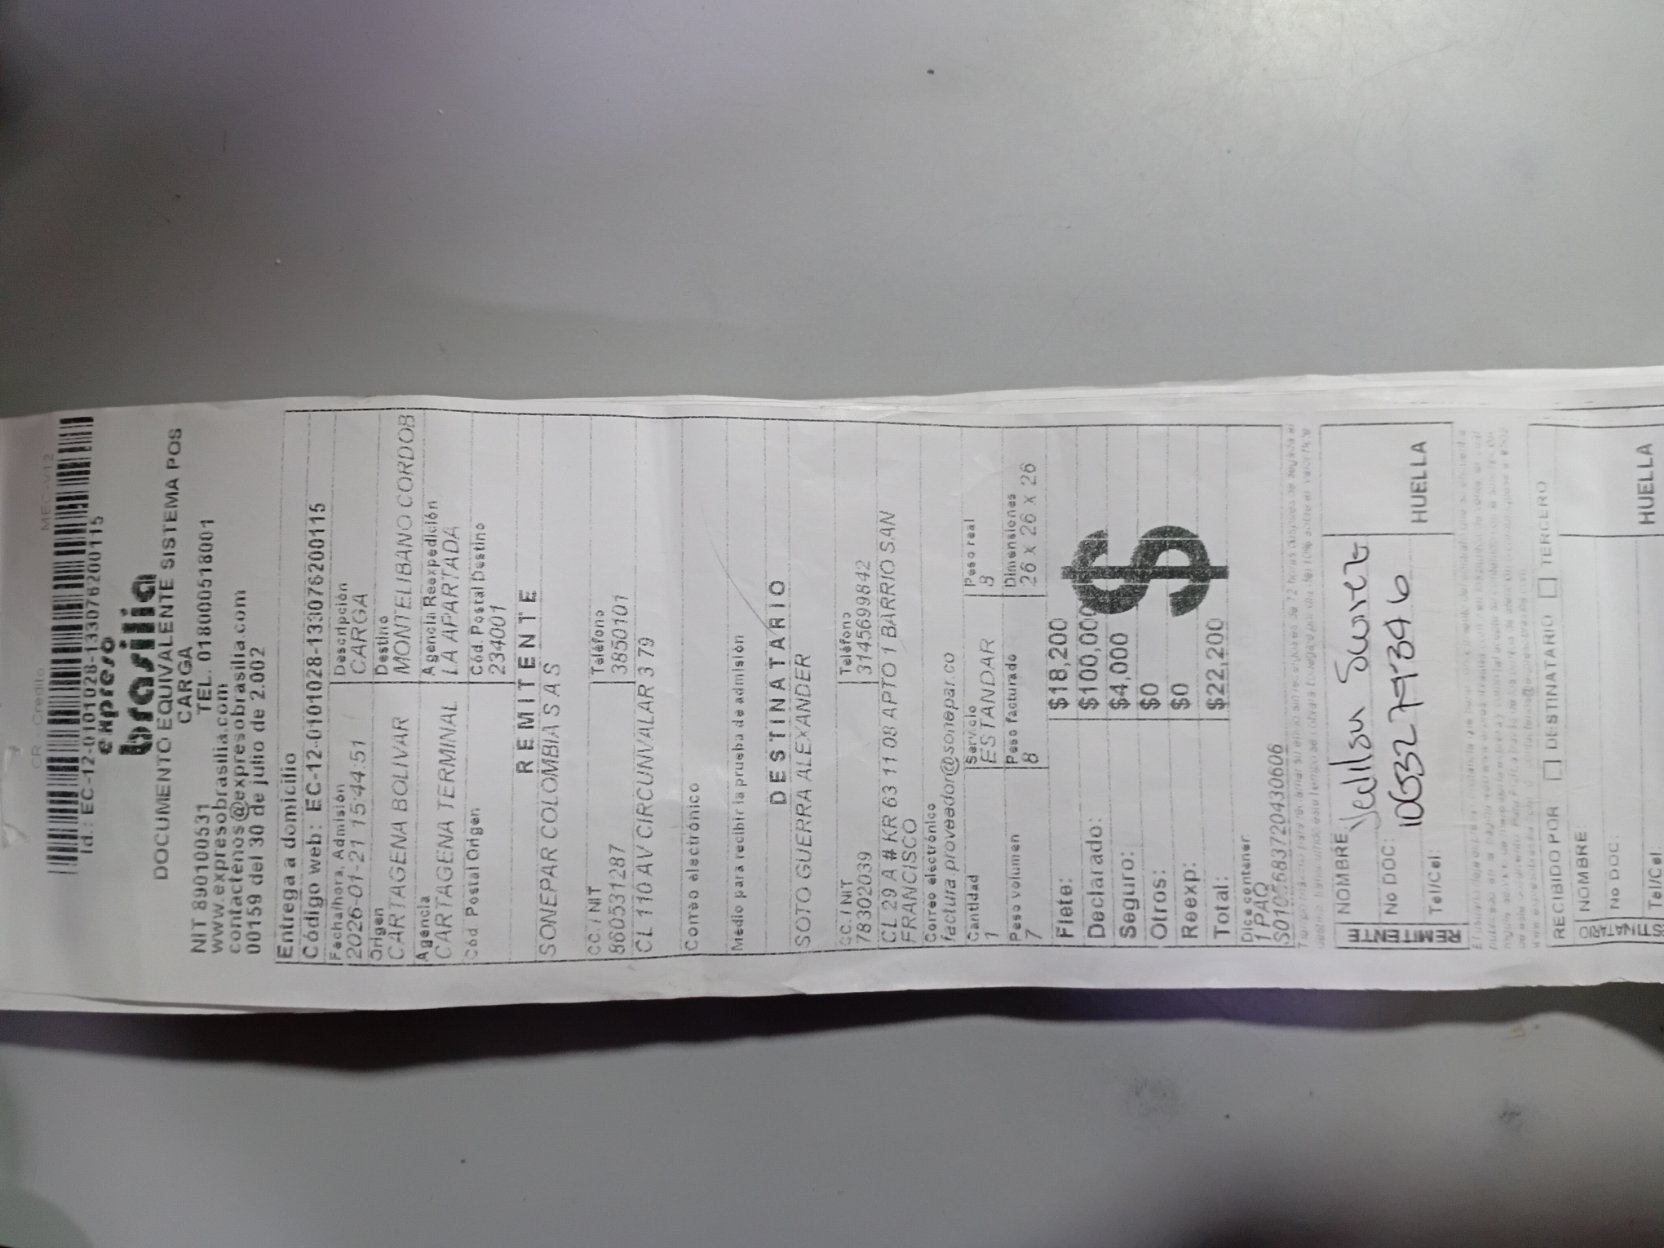 CR - Credito MEC-V12
Id.: EC-12-0101028-133076200115
expreso
brasilia
DOCUMENTO EQUIVALENTE SISTEMA POS
CARGA
NIT 890100531 TEL. 0180000518001
www.expresobrasilia.com
contactenos@expresobrasilia.com
00159 del 30 de julio de 2.002
Entrega a domicilio
Código web: EC-12-0101028-1330762001 15
Fecha/hora, Admisión Descripción
2026-01-21 15:44:51 CARGA
Origen Destino
CARTAGENA BOLIVAR MONTELIBANO CORDOB
Agencia Agencia Reexpedición
CARTAGENA TERMINAL LA APARTADA
Cód. Postal Origen Cód. Postal Destino
234001
REMITENTE
SONEPAR COLOMBIA S A S
CC. / NIT Teléfono
860531287 3850101
CL 110 AV CIRCUNVALAR 3 79
Correo electrónico
Medio para recibir la prueba de admisión
DESTINATARIO
SOTO GUERRA ALEXANDER
CC. / NIT Teléfono
78302039 3145699842
CL 29 A # KR 63 11 08 APTO 1 BARRIO SAN
FRANCISCO
Correo electrónico
facturaproveedor@sonepar.co
Cantidad Servicio Peso real
1 ESTANDAR 8
Peso volumen Peso facturado Dimensiones
7 8 26 X 26 X 26
Flete: $18,200
Declarado: $100,000
Seguro: $4,000
Otros: $0
Reexp: $0
Total: $22,200
$
Dice contener
1 PAQ
REMITENTE
NOMBRE
No DOC:
Tel/Cel: HUELLA
RECIBIDO POR DESTINATARIO TERCERO
NOMBRE:
No DOC:
Tel/Cel: HUELLA